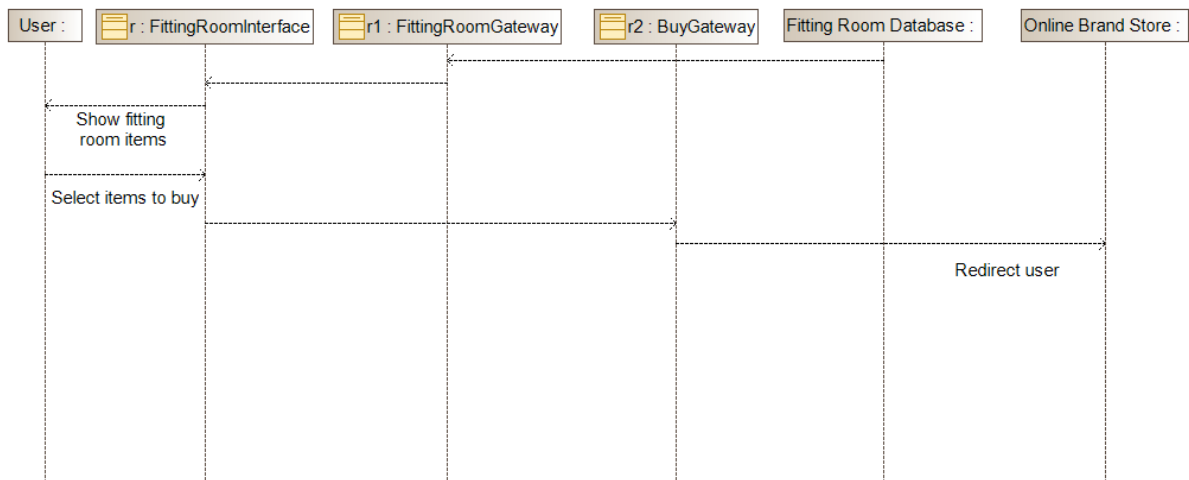 User :
r : FittingRoomInterface
r1 : FittingRoomGateway
r2 : BuyGateway
Fitting Room Database :
Online Brand Store :
Show fitting
room items
Select items to buy
Redirect user